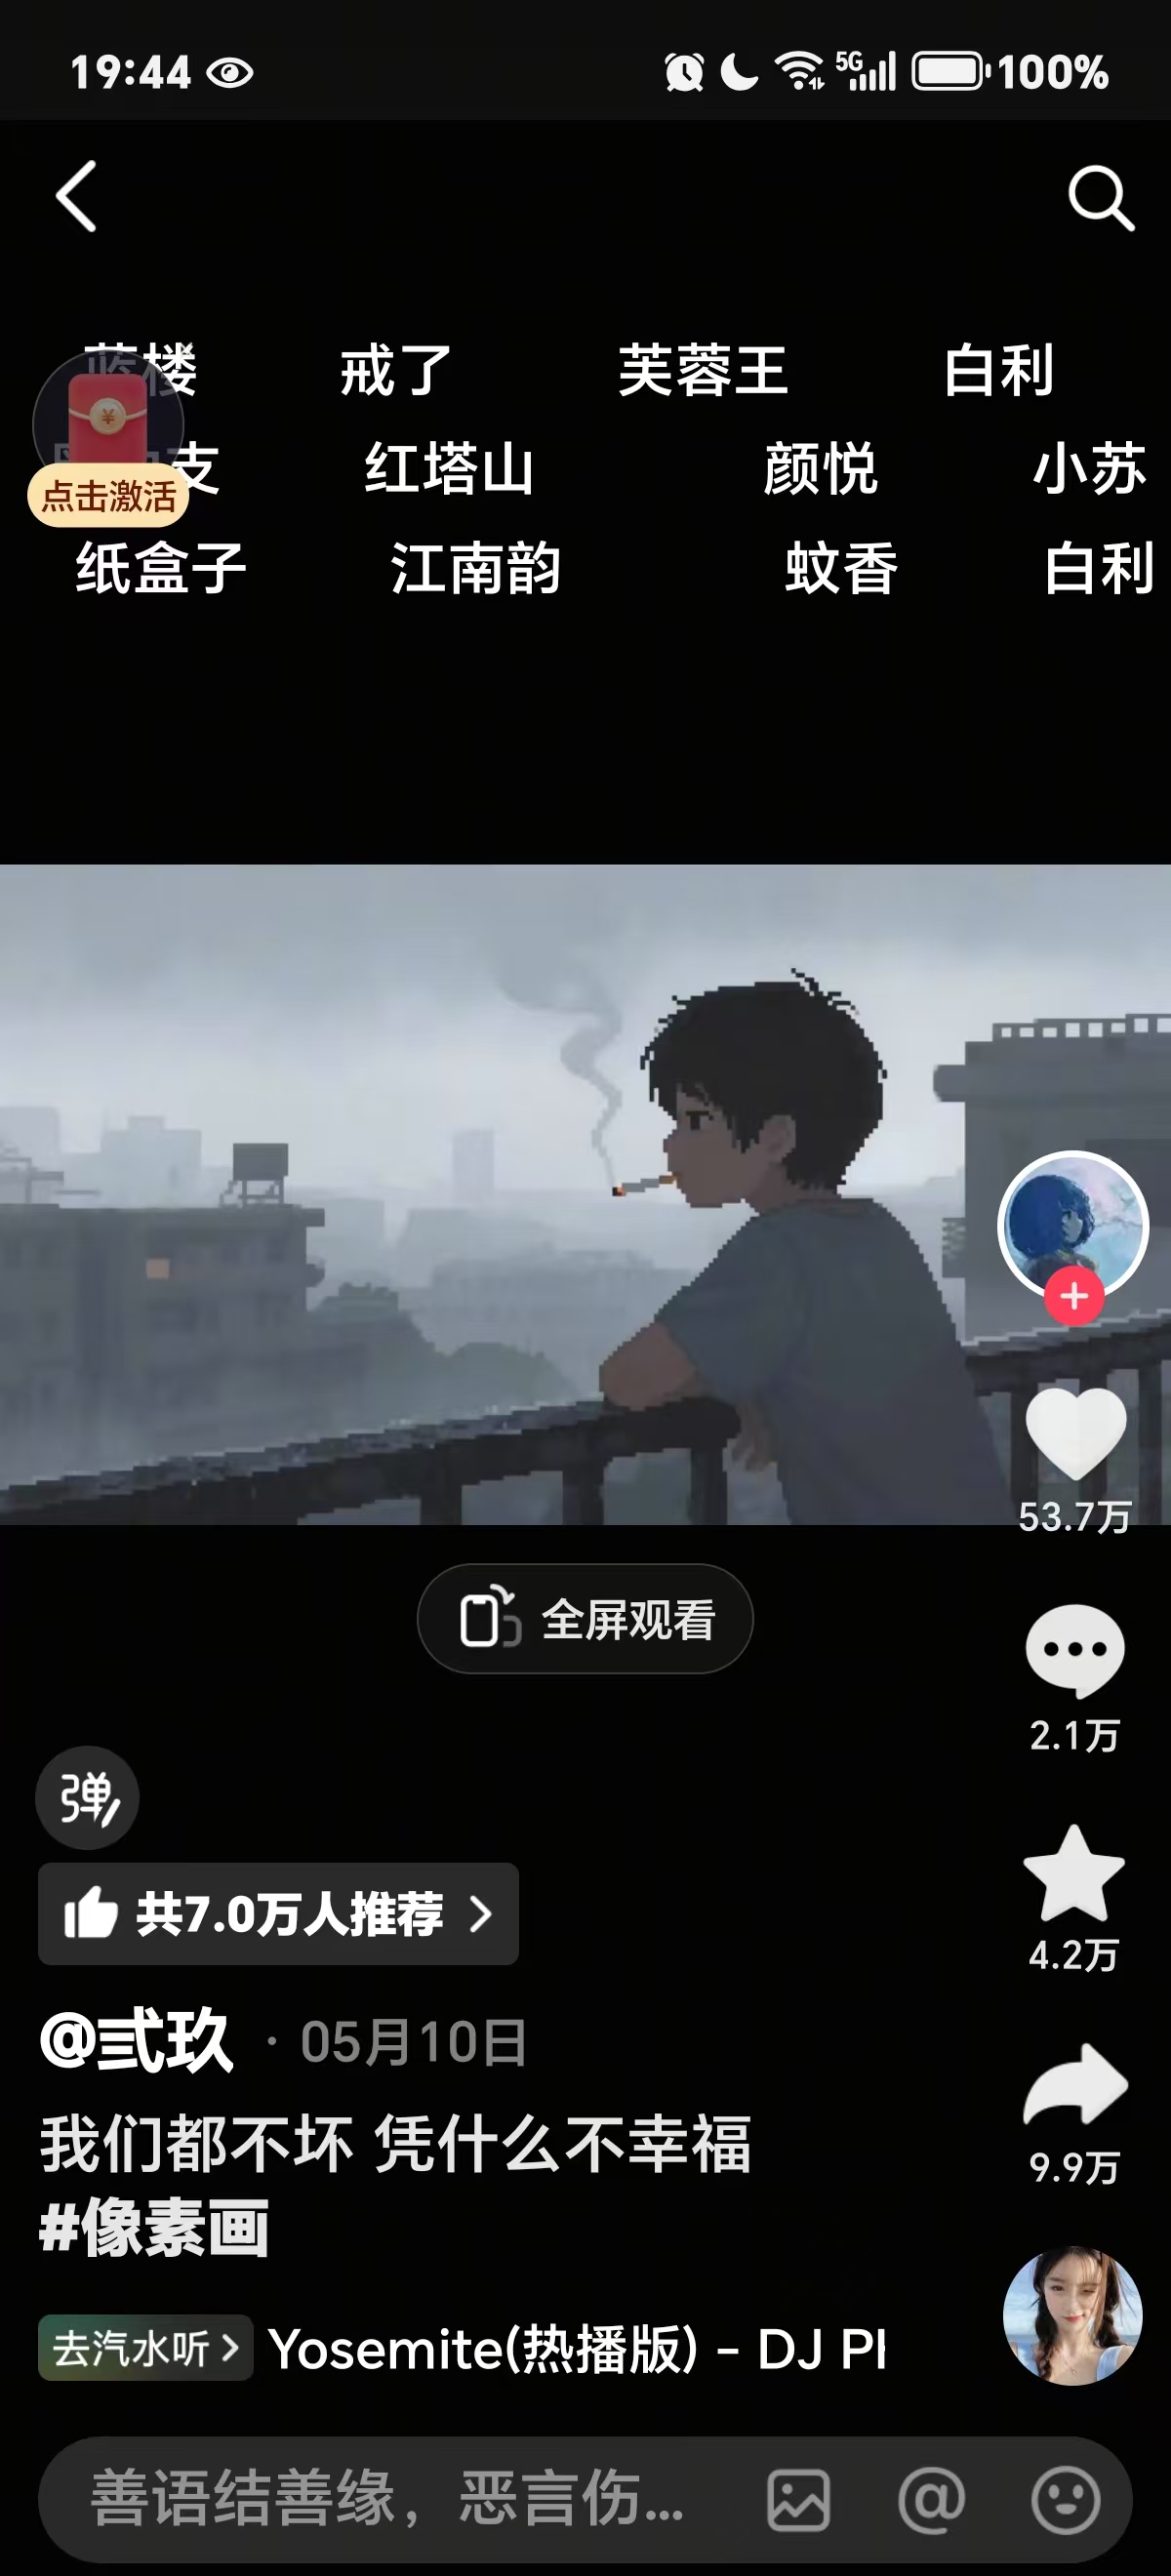 19:44
5G
100%
蓝楼 戒了 芙蓉王 白利
支 红塔山 颜悦 小苏
点击激活
纸盒子 江南韵 蚊香 白利
53.7万
全屏观看
2.1万
弹
共7.0万人推荐
4.2万
@弎玖 · 05月10日
我们都不坏 凭什么不幸福
9.9万
#像素画
去汽水听 Yosemite(热播版) - DJ
善语结善缘，恶言伤...